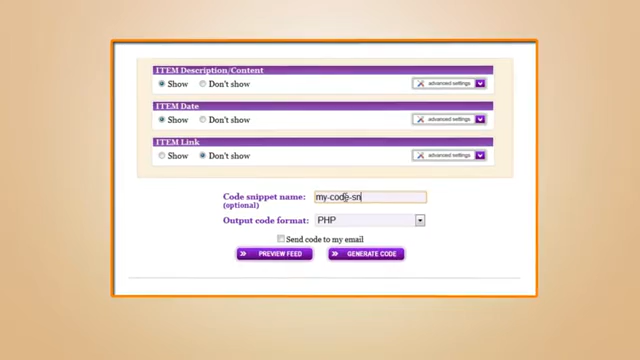 ITEM Description/Content
Show Don't show advanced settings
ITEM Date
Show Don't show advanced settings
ITEM Link
Show Don't show advanced settings
Code snippet name: my-code-sn
(optional)
Output code format: PHP
Send code to my email
PREVIEW FEED GENERATE CODE